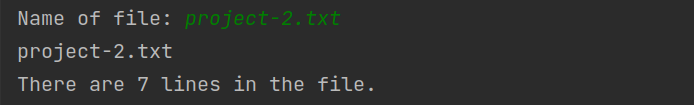 Name of file: project-2.txt
project-2.txt
There are 7 lines in the file.